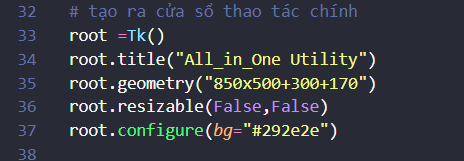 32 # tạo ra cửa sổ thao tác chính
33 root =Tk()
34 root.title("All_in_One Utility")
35 root.geometry("850x500+300+170")
36 root.resizable(False,False)
37 root.configure(bg="#292e2e")
38